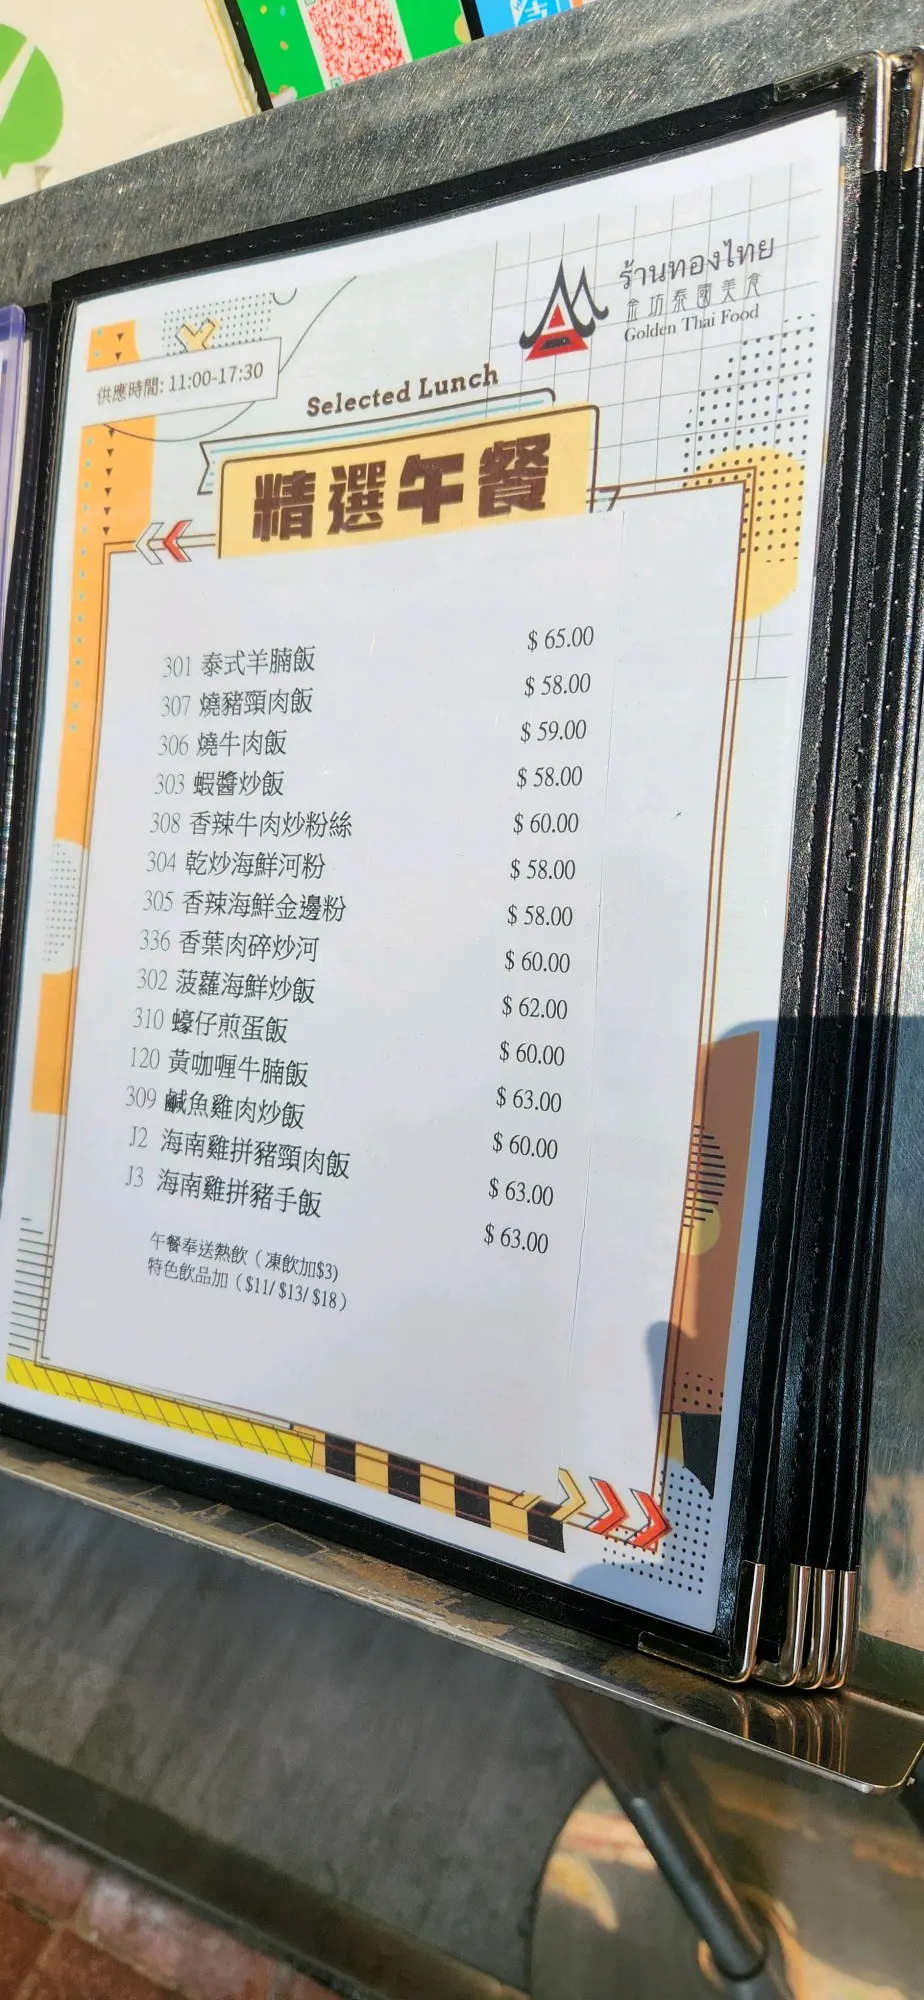 ร้านทองไทย
金坊泰國美食
Golden Thai Food
供應時間: 11:00-17:30
Selected Lunch
精選午餐
301 泰式羊腩飯 $ 65.00
307 燒豬頸肉飯 $ 58.00
306 燒牛肉飯 $ 59.00
303 蝦醬炒飯 $ 58.00
308 香辣牛肉炒粉絲 $ 60.00
304 乾炒海鮮河粉 $ 58.00
305 香辣海鮮金邊粉 $ 58.00
336 香葉肉碎炒河 $ 60.00
302 菠蘿海鮮炒飯 $ 62.00
310 蠔仔煎蛋飯 $ 60.00
120 黃咖喱牛腩飯 $ 63.00
309 鹹魚雞肉炒飯 $ 60.00
J2 海南雞拼豬頸肉飯 $ 63.00
J3 海南雞拼豬手飯 $ 63.00
午餐奉送熱飲（凍飲加$3)
特色飲品加（$11/ $13/ $18）